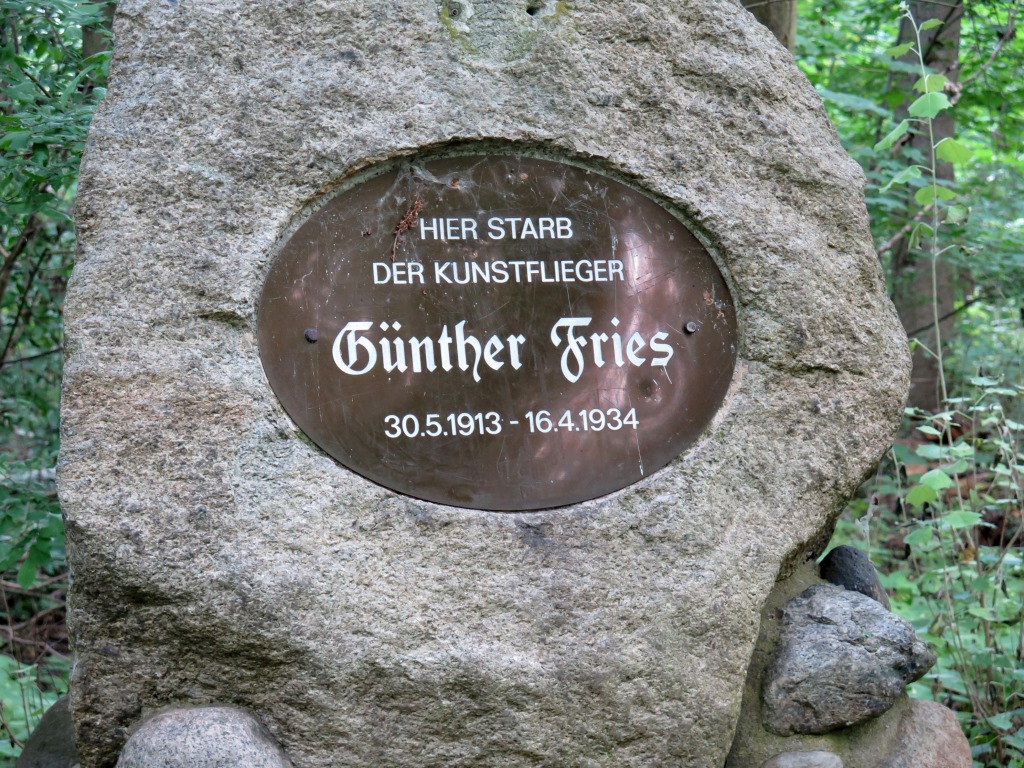 HIER STARB
DER KUNSTFLIEGER
Günther Fries
30.5.1913 - 16.4.1934